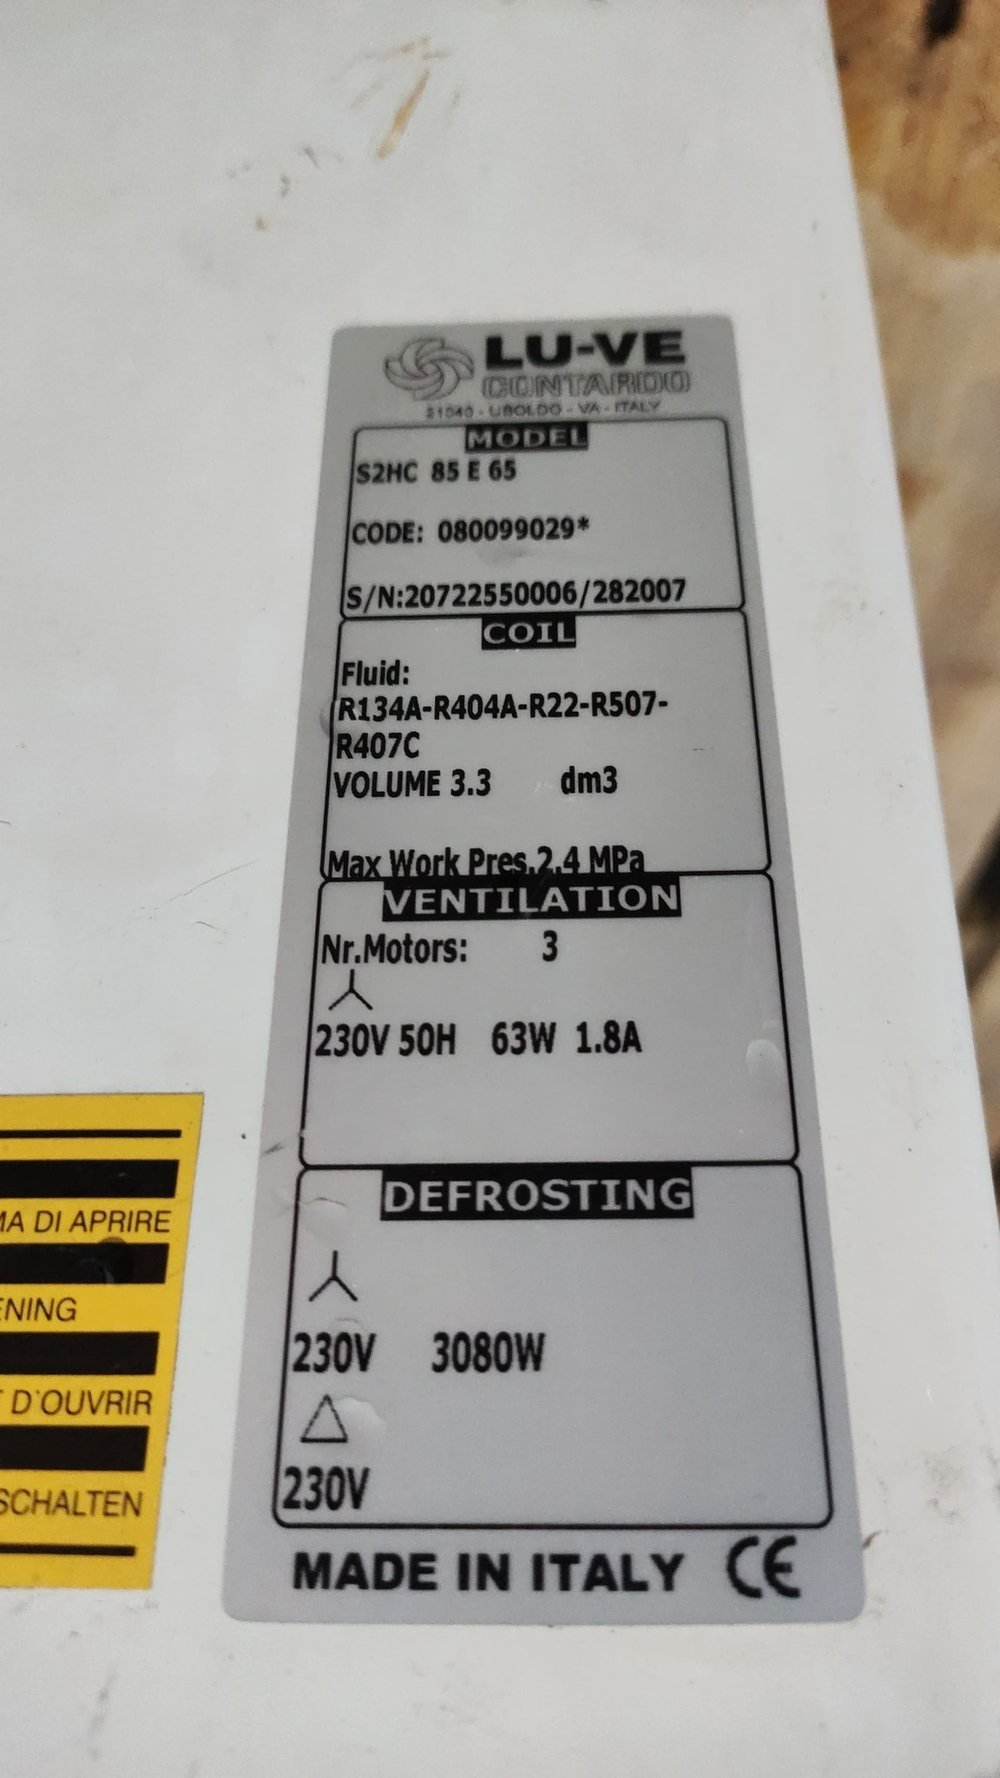 LU-VE
CONTARDO
21040 - UBOLDO - VA - ITALY
MODEL
S2HC 85 E 65
CODE: 080099029*
S/N:20722550006/282007
COIL
Fluid:
R134A-R404A-R22-R507-
R407C
VOLUME 3.3 dm3
Max Work Pres.2.4 MPa
VENTILATION
Nr.Motors: 3
230V 50H 63W 1.8A
DEFROSTING
230V 3080W
230V
MADE IN ITALY CE
MA DI APRIRE
ENING
D'OUVRIR
SCHALTEN